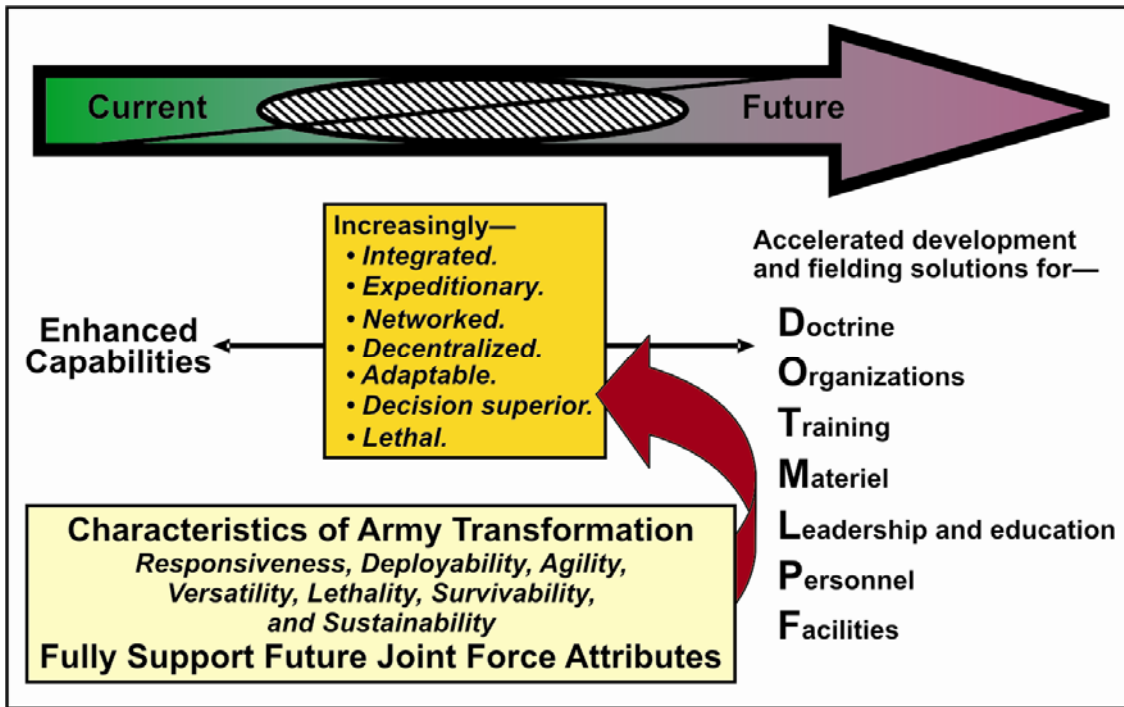 Current
Future
Increasingly—
• Integrated.
• Expeditionary.
• Networked.
• Decentralized.
• Adaptable.
• Decision superior.
• Lethal.
Enhanced
Capabilities
Accelerated development
and fielding solutions for—
Doctrine
Organizations
Training
Materiel
Leadership and education
Personnel
Facilities
Characteristics of Army Transformation
Responsiveness, Deployability, Agility,
Versatility, Lethality, Survivability,
and Sustainability
Fully Support Future Joint Force Attributes